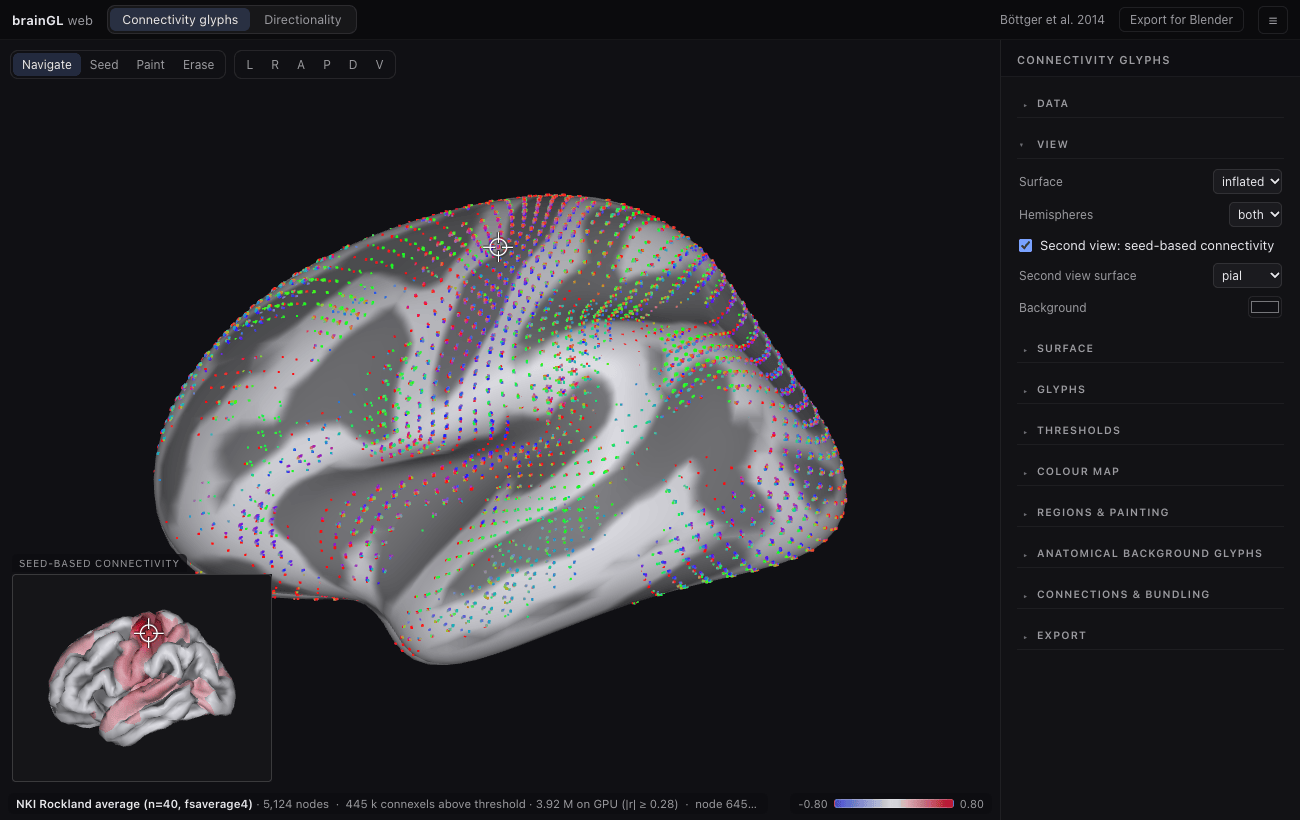 brainGL web Connectivity glyphs Directionality Böttger et al. 2014 Export for Blender ≡
Navigate Seed Paint Erase L R A P D V
CONNECTIVITY GLYPHS
DATA
VIEW
Surface inflated
Hemispheres both
Second view: seed-based connectivity
Second view surface pial
Background
SURFACE
GLYPHS
THRESHOLDS
COLOUR MAP
REGIONS & PAINTING
ANATOMICAL BACKGROUND GLYPHS
CONNECTIONS & BUNDLING
EXPORT
SEED-BASED CONNECTIVITY
NKI Rockland average (n=40, fsaverage4) · 5,124 nodes · 445 k connexels above threshold · 3.92 M on GPU (|r| ≥ 0.28) · node 645…
-0.80 0.80